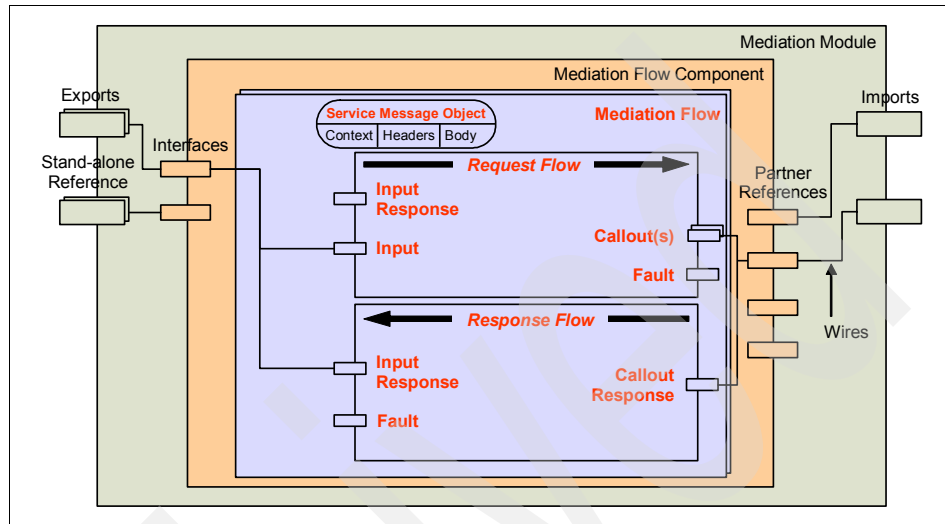 Mediation Module
Mediation Flow Component
Exports
Imports
Service Message Object
Context Headers Body
Mediation Flow
Interfaces
Stand-alone
Reference
Request Flow
Partner
References
Input
Response
Input
Callout(s)
Fault
Response Flow
Wires
Input
Response
Callout
Response
Fault